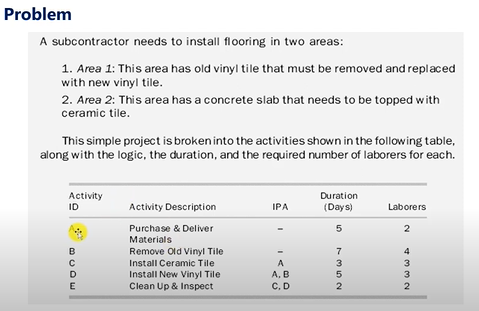 Problem
A subcontractor needs to install flooring in two areas:
1. Area 1: This area has old vinyl tile that must be removed and replaced
with new vinyl tile.
2. Area 2: This area has a concrete slab that needs to be topped with
ceramic tile.
This simple project is broken into the activities shown in the following table,
along with the logic, the duration, and the required number of laborers for each.
Activity Duration
ID Activity Description IPA (Days) Laborers
A Purchase & Deliver – 5 2
Materials
B Remove Old Vinyl Tile – 7 4
C Install Ceramic Tile A 3 3
D Install New Vinyl Tile A, B 5 3
E Clean Up & Inspect C, D 2 2